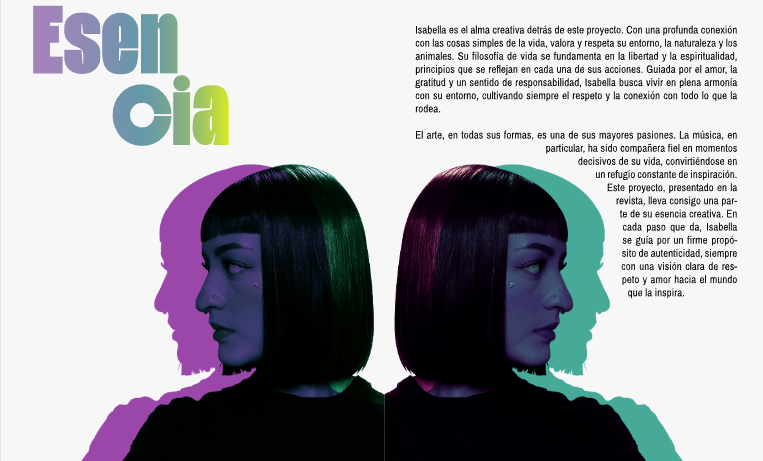 Esen
cia
Isabella es el alma creativa detrás de este proyecto. Con una profunda conexión
con las cosas simples de la vida, valora y respeta su entorno, la naturaleza y los
animales. Su filosofía de vida se fundamenta en la libertad y la espiritualidad,
principios que se reflejan en cada una de sus acciones. Guiada por el amor, la
gratitud y un sentido de responsabilidad, Isabella busca vivir en plena armonía
con su entorno, cultivando siempre el respeto y la conexión con todo lo que la
rodea.
El arte, en todas sus formas, es una de sus mayores pasiones. La música, en
particular, ha sido compañera fiel en momentos
decisivos de su vida, convirtiéndose en
un refugio constante de inspiración.
Este proyecto, presentado en la
revista, lleva consigo una par-
te de su esencia creativa. En
cada paso que da, Isabella
se guía por un firme propó-
sito de autenticidad, siempre
con una visión clara de res-
peto y amor hacia el mundo
que la inspira.